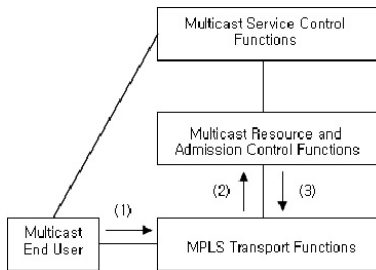 Multicast Service Control
Functions
Multicast Resource and
Admission Control Functions
(2)
(3)
(1)
Multicast
End User
MPLS Transport Functions